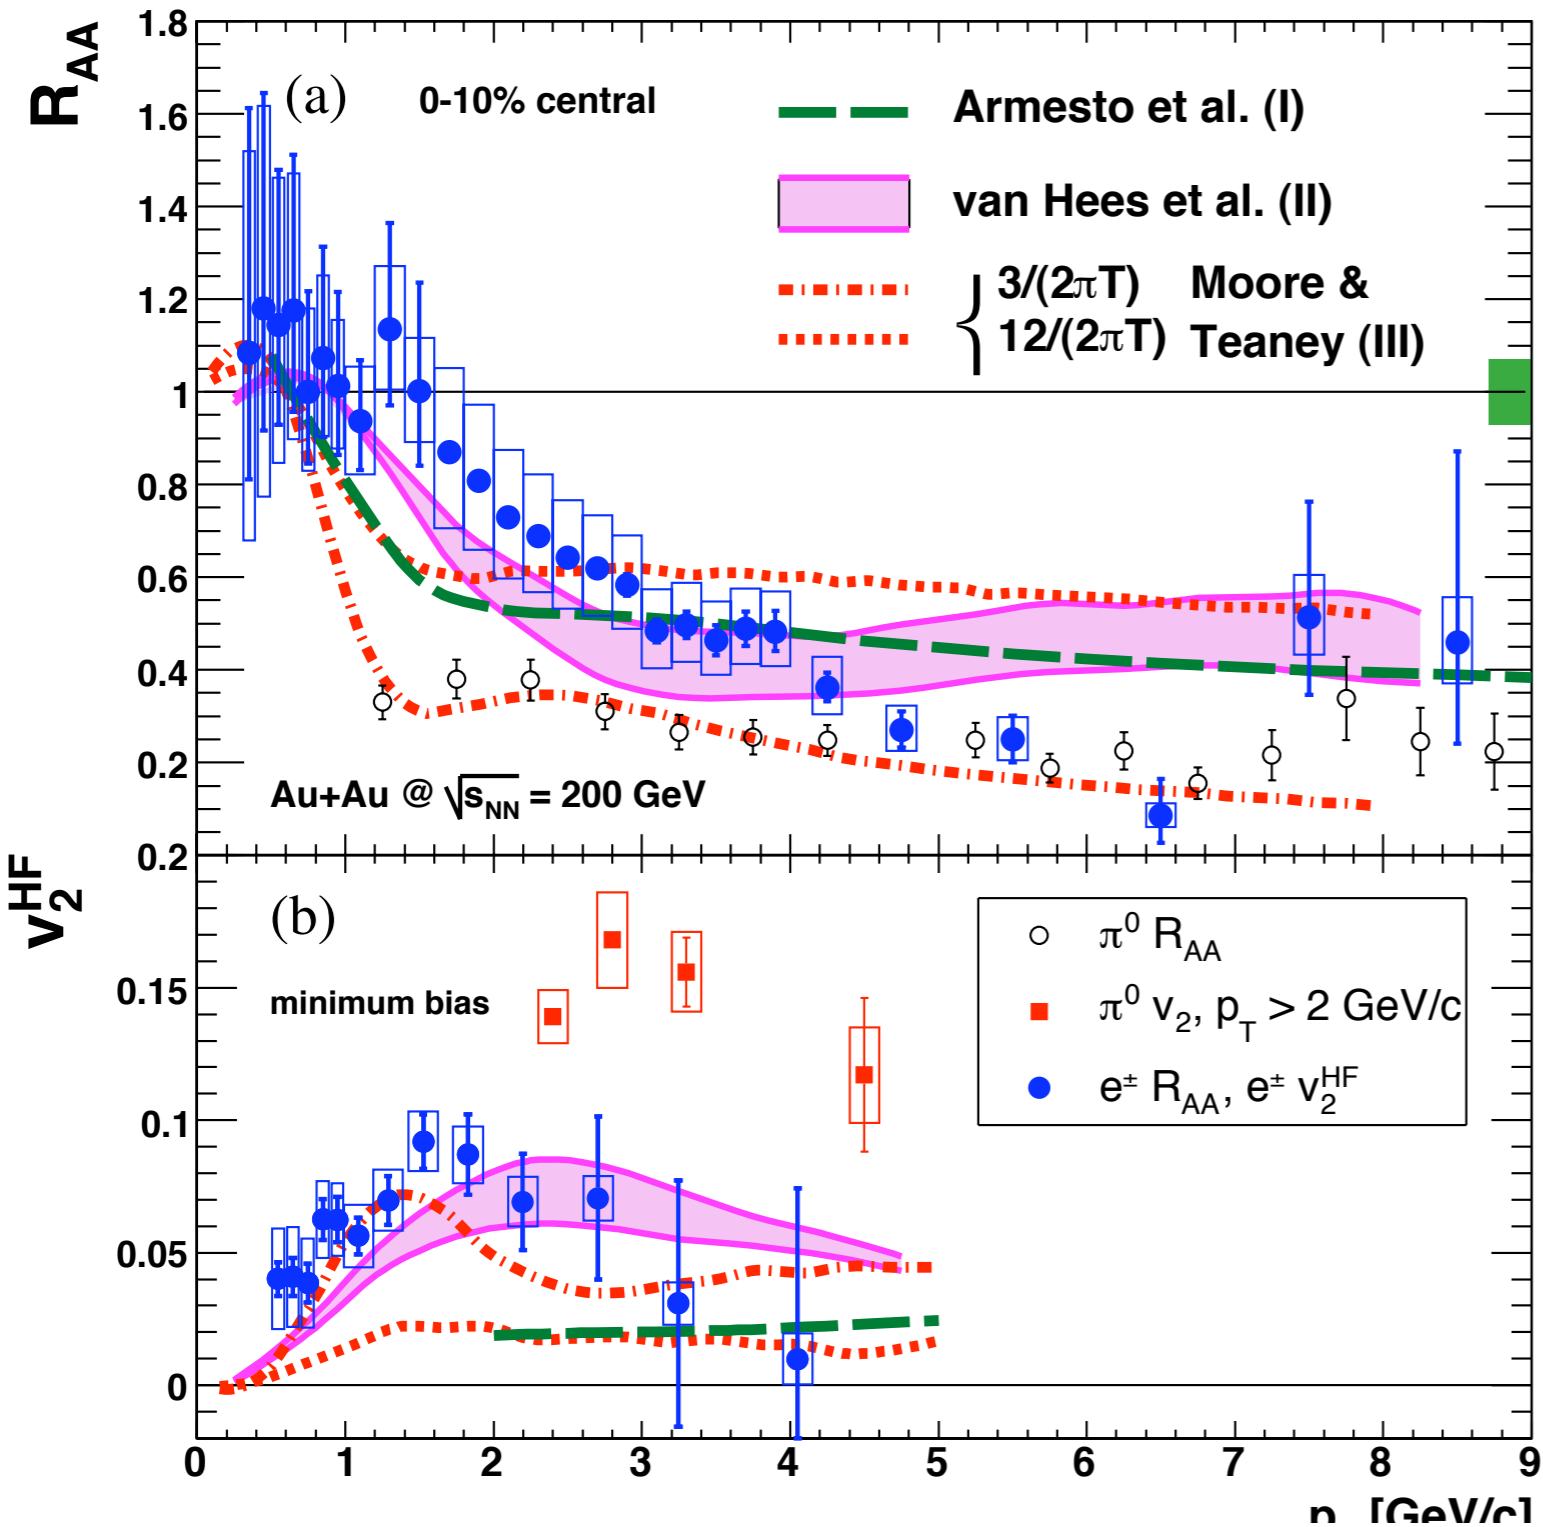 R_AA
1.8
1.6
1.4
1.2
1
0.8
0.6
0.4
0.2
(a)
0-10% central
Armesto et al. (I)
van Hees et al. (II)
3/(2πT)
12/(2πT)
Moore &
Teaney (III)
Au+Au @ √s_NN = 200 GeV
v_2^HF
0.2
0.15
0.1
0.05
0
(b)
minimum bias
π^0 R_AA
π^0 v_2, p_T > 2 GeV/c
e^± R_AA, e^± v_2^HF
0 1 2 3 4 5 6 7 8 9
p [GeV/c]